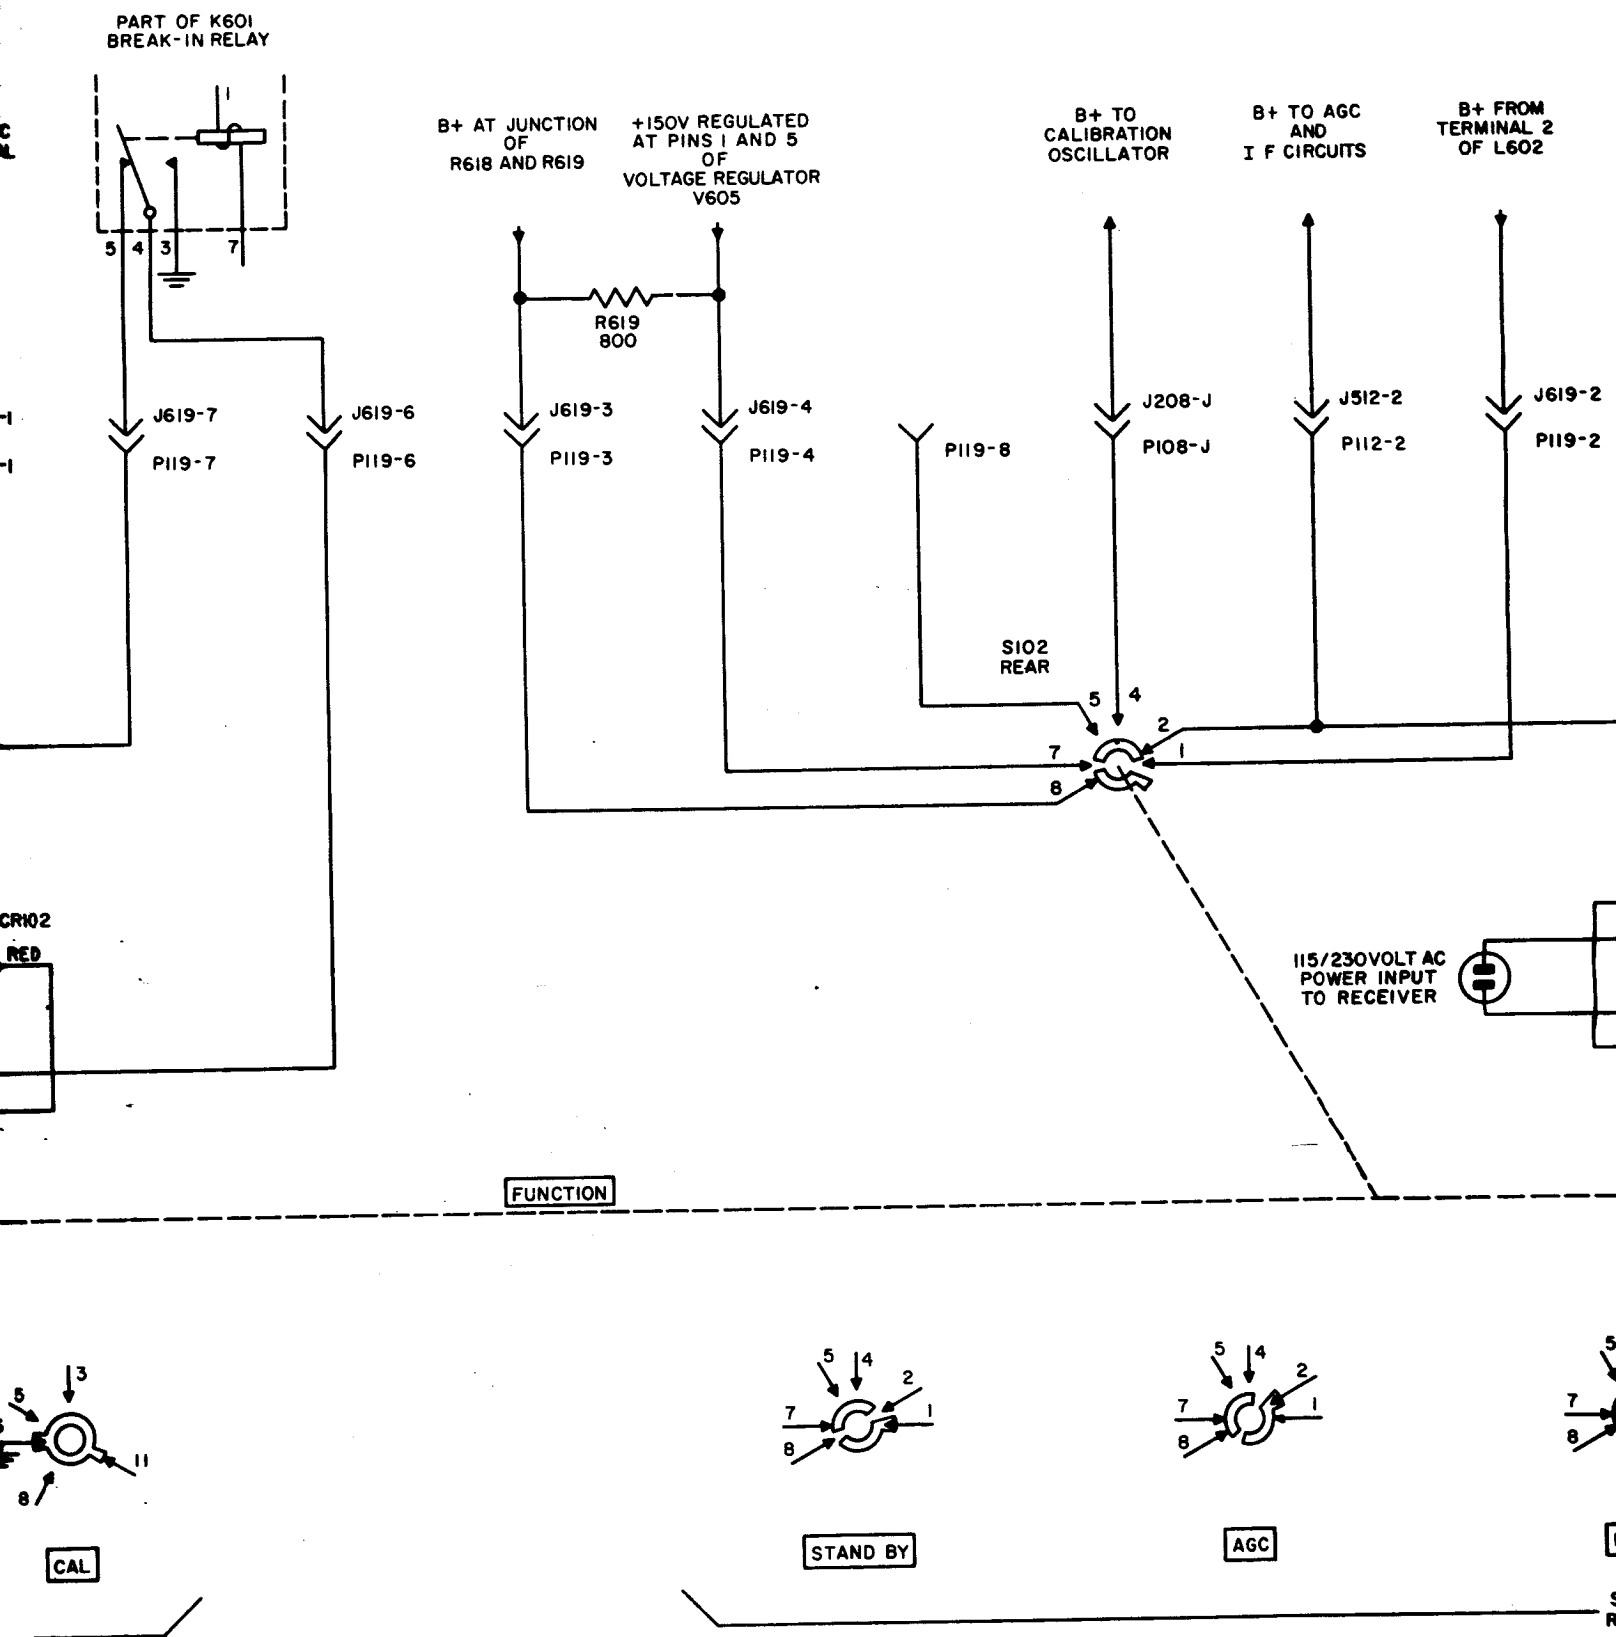 PART OF K601
BREAK-IN RELAY
1
5 4 3 7
C
B+ AT JUNCTION
OF
R618 AND R619
+150V REGULATED
AT PINS 1 AND 5
OF
VOLTAGE REGULATOR
V605
B+ TO
CALIBRATION
OSCILLATOR
B+ TO AGC
AND
I F CIRCUITS
B+ FROM
TERMINAL 2
OF L602
R619
800
-1
-1
J619-7
P119-7
J619-6
P119-6
J619-3
P119-3
J619-4
P119-4
P119-8
J208-J
P108-J
J512-2
P112-2
J619-2
P119-2
S102
REAR
5 4
2
7 1
8
CR102
RED
115/230VOLT AC
POWER INPUT
TO RECEIVER
FUNCTION
3
5
11
8
CAL
5 4
2
7 1
8
STAND BY
5 4
2
7 1
8
AGC
5
7
8
S
R